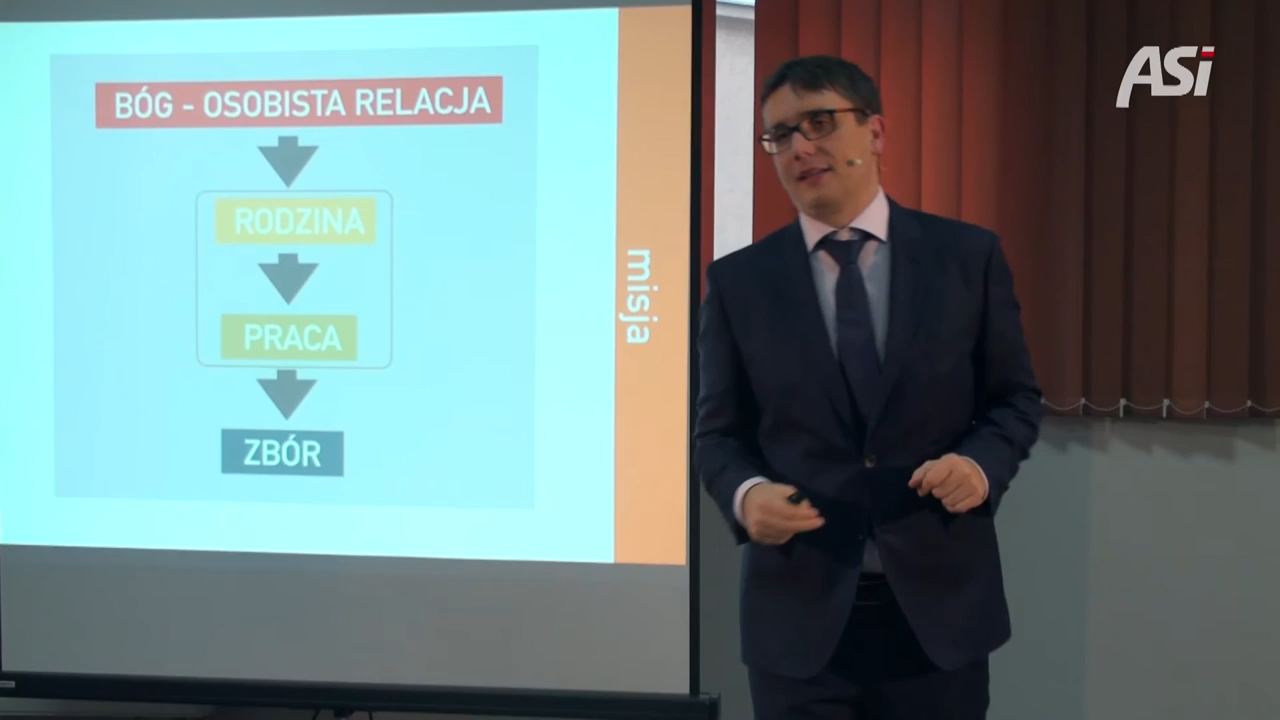 BÓG - OSOBISTA RELACJA
RODZINA
PRACA
ZBÓR
misja
ASi